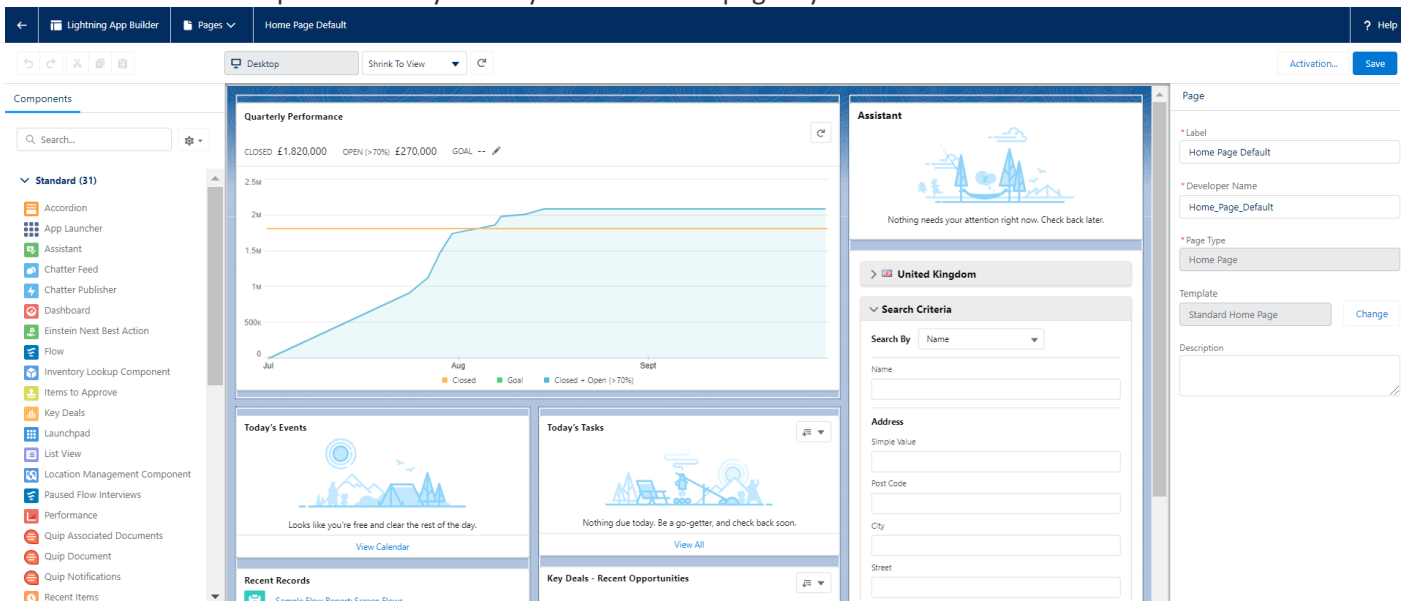 Lightning App Builder
Pages
Home Page Default
? Help
Desktop
Shrink To View
Activation...
Save
Components
Search...
Standard (31)
Accordion
App Launcher
Assistant
Chatter Feed
Chatter Publisher
Dashboard
Einstein Next Best Action
Flow
Inventory Lookup Component
Items to Approve
Key Deals
Launchpad
List View
Location Management Component
Paused Flow Interviews
Performance
Quip Associated Documents
Quip Document
Quip Notifications
Recent Items
Quarterly Performance
CLOSED £1,820,000 OPEN (>70%) £270,000 GOAL --
2.5M
2M
1.5M
1M
500K
0
Jul Aug Sept
Closed Goal Closed + Open (>70%)
Today's Events
Looks like you're free and clear the rest of the day.
View Calendar
Today's Tasks
Nothing due today. Be a go-getter, and check back soon.
View All
Recent Records
Sample Flow Report: Screen Flows
Key Deals - Recent Opportunities
Assistant
Nothing needs your attention right now. Check back later.
United Kingdom
Search Criteria
Search By Name
Name
Address
Simple Value
Post Code
City
Street
Page
*Label
Home Page Default
*Developer Name
Home_Page_Default
*Page Type
Home Page
Template
Standard Home Page
Change
Description